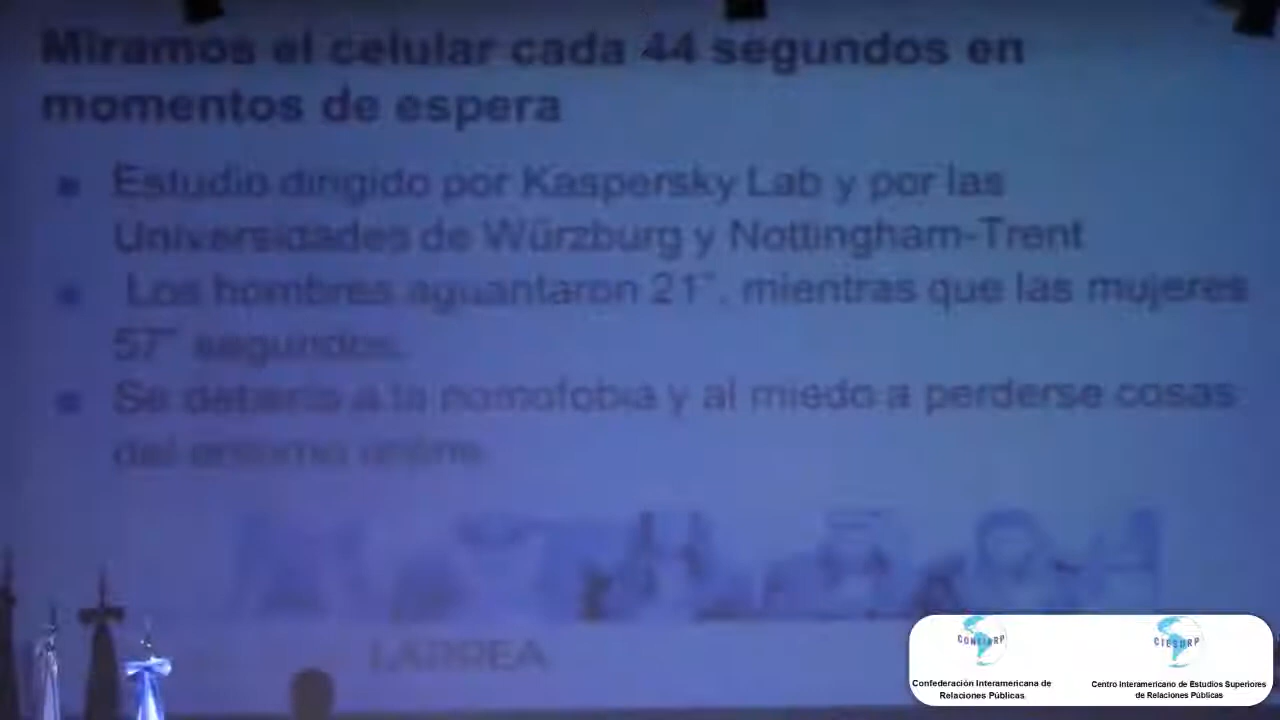 Miramos el celular cada 44 segundos en
momentos de espera
Estudio dirigido por Kaspersky Lab y por las
Universidades de Würzburg y Nottingham-Trent
Los hombres aguantaron 21", mientras que las mujeres
57" segundos.
Se debería a la nomofobia y al miedo a perderse cosas
del entorno online.
CONFIARP
CIESURP
Confederación Interamericana de
Relaciones Públicas
Centro Interamericano de Estudios Superiores
de Relaciones Públicas